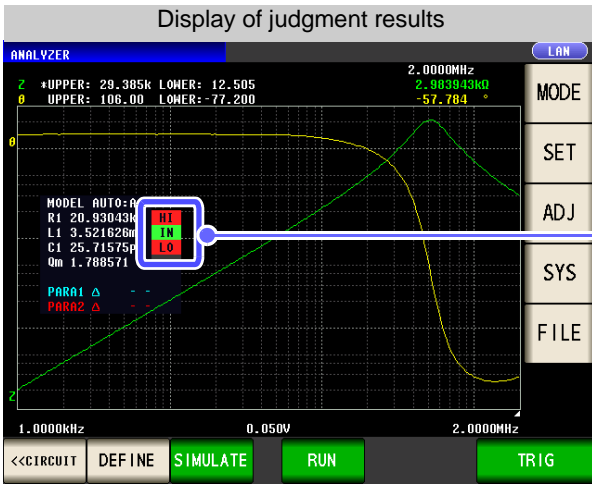 Display of judgment results
ANALYZER
LAN
2.0000MHz
Z *UPPER: 29.385k LOWER: 12.505 2.983943kΩ
θ UPPER: 106.00 LOWER:-77.200 -57.784 °
MODE
SET
ADJ
SYS
FILE
θ
MODEL AUTO:A
R1 20.93043k HI
L1 3.521626m IN
C1 25.71575p LO
Qm 1.788571
PARA1 Δ - -
PARA2 Δ - -
Z
1.0000kHz 0.050V 2.0000MHz
<<CIRCUIT DEFINE SIMULATE RUN TRIG